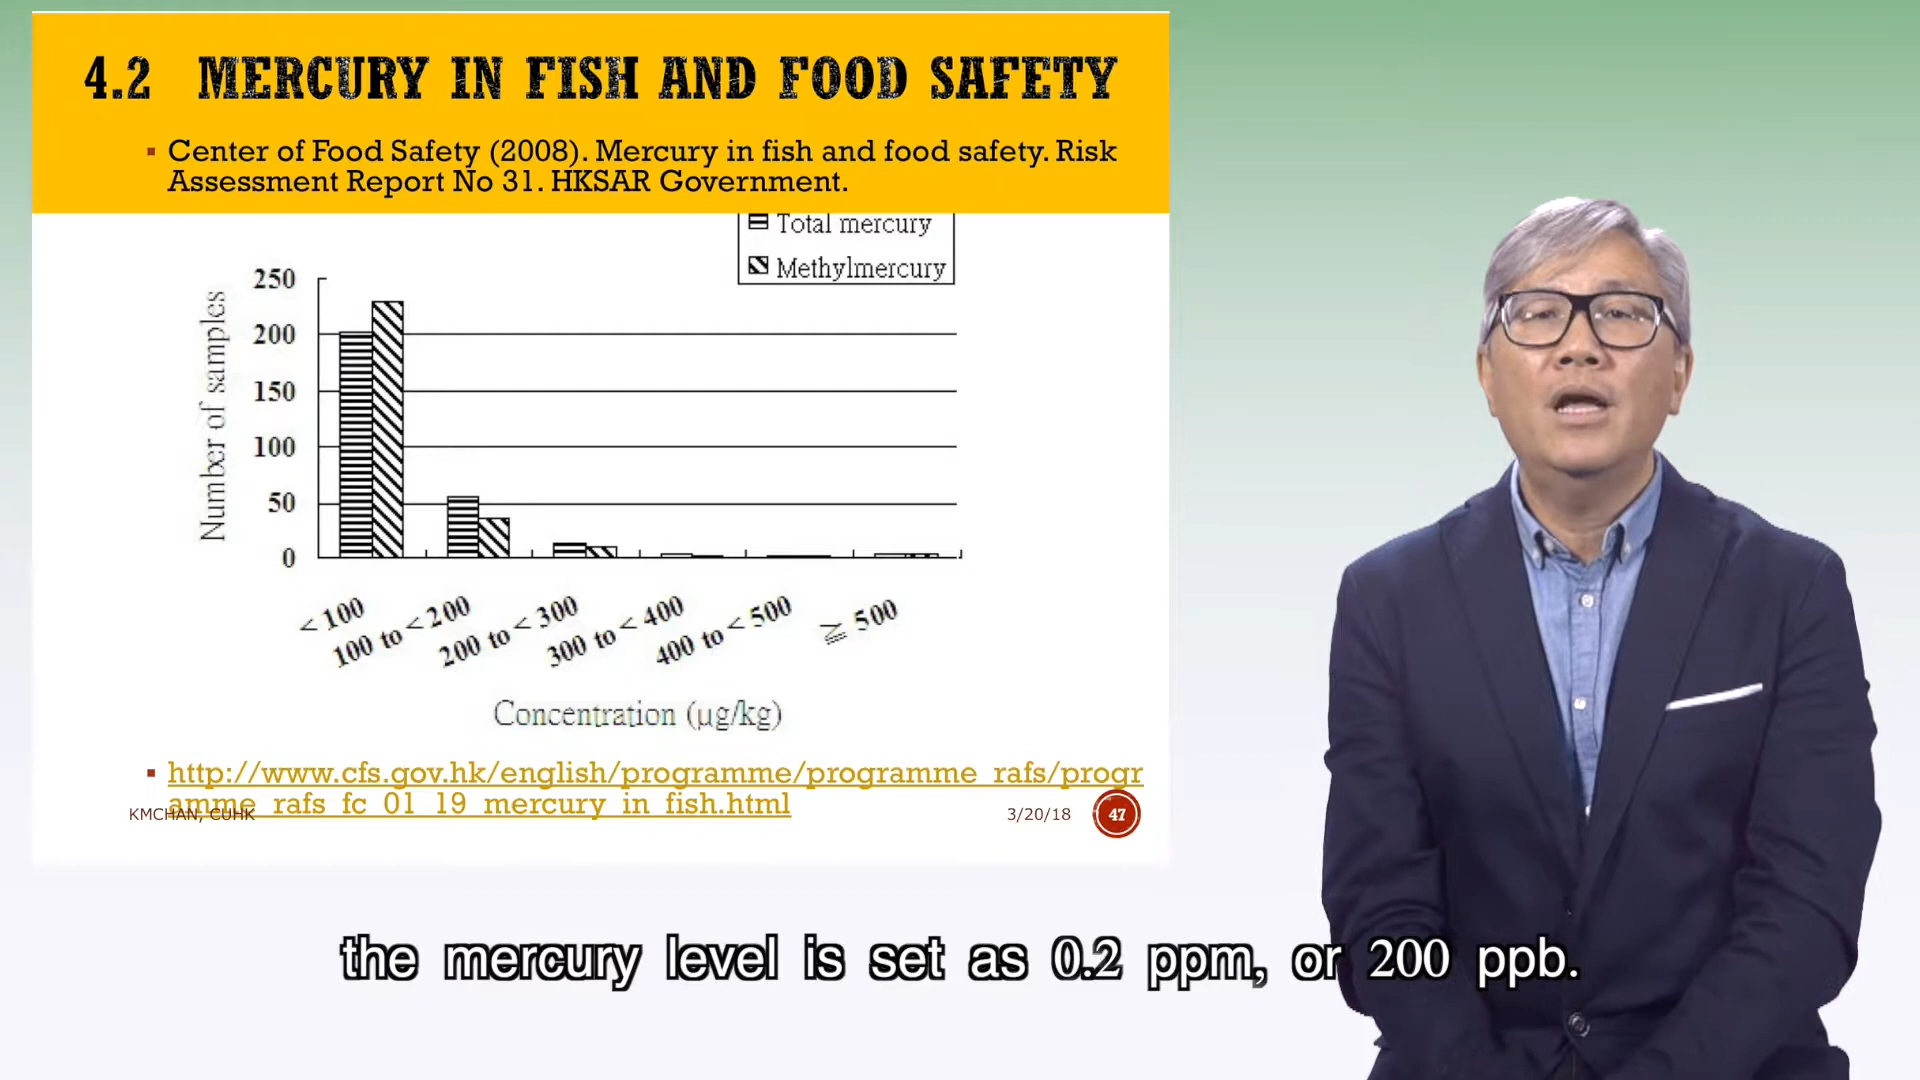 4.2 MERCURY IN FISH AND FOOD SAFETY
Center of Food Safety (2008). Mercury in fish and food safety. Risk
Assessment Report No 31. HKSAR Government.
Total mercury
Methylmercury
Number of samples
250
200
150
100
50
0
< 100
100 to < 200
200 to < 300
300 to < 400
400 to < 500
≧ 500
Concentration (µg/kg)
http://www.cfs.gov.hk/english/programme/programme_rafs/progr
amme_rafs_fc_01_19_mercury_in_fish.html
KMCHAN, CUHK
3/20/18
47
the mercury level is set as 0.2 ppm, or 200 ppb.